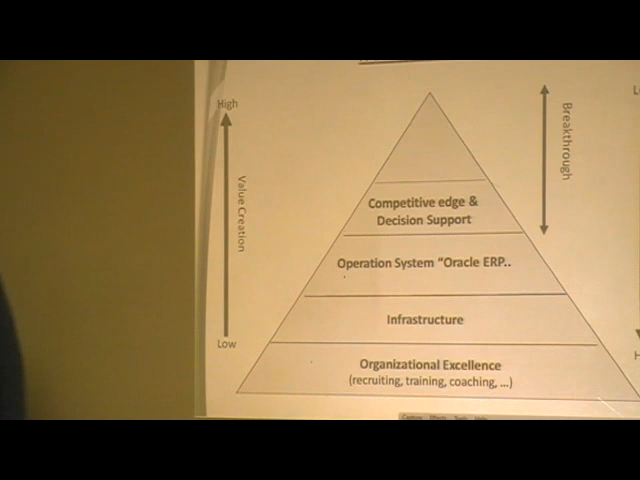 High
Value Creation
Low
Breakthrough
Competitive edge &
Decision Support
Operation System “Oracle ERP..
Infrastructure
Organizational Excellence
(recruiting, training, coaching, ...)